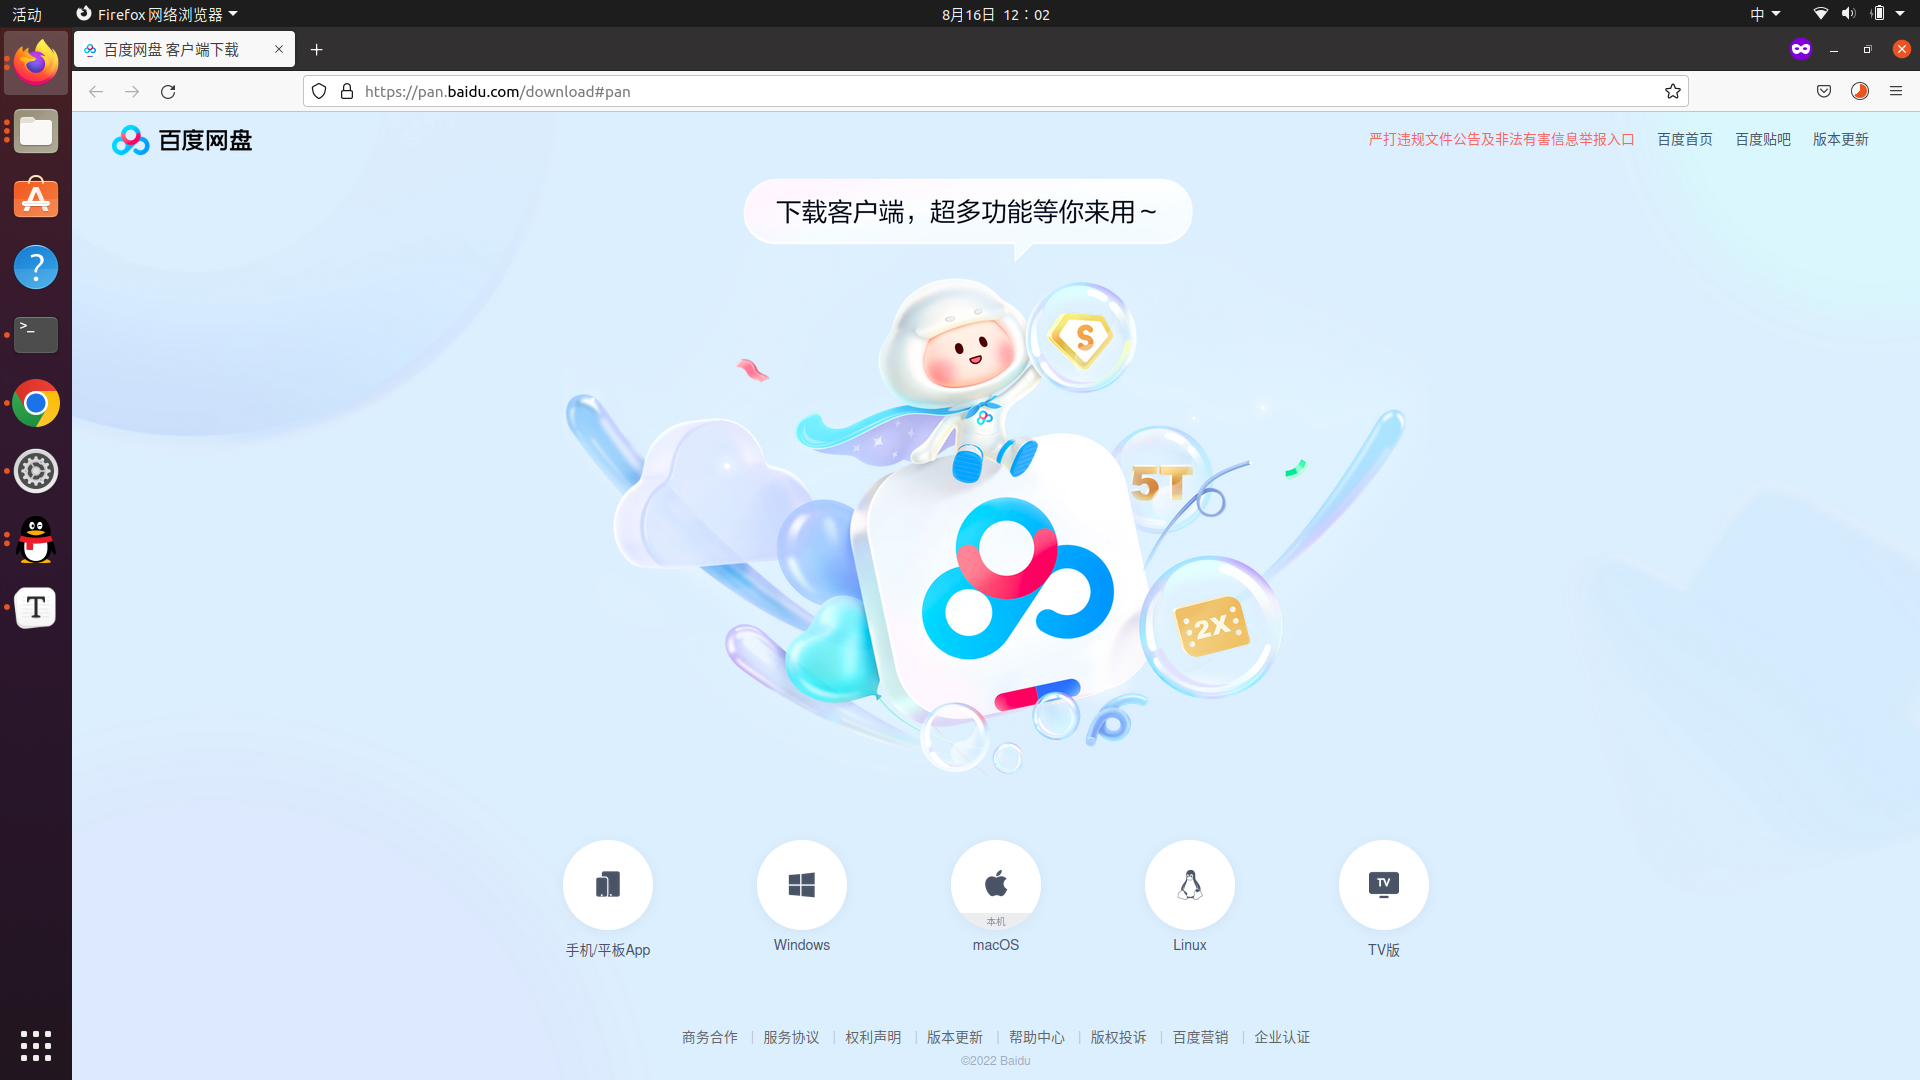 活动
Firefox 网络浏览器
8月16日 12：02
中
百度网盘 客户端下载
https://pan.baidu.com/download#pan
百度网盘
严打违规文件公告及非法有害信息举报入口 百度首页 百度贴吧 版本更新
下载客户端，超多功能等你来用～
S
5T
2X
>_
?
T
TV
本机
手机/平板App
Windows
macOS
Linux
TV版
商务合作 | 服务协议 | 权利声明 | 版本更新 | 帮助中心 | 版权投诉 | 百度营销 | 企业认证
©2022 Baidu